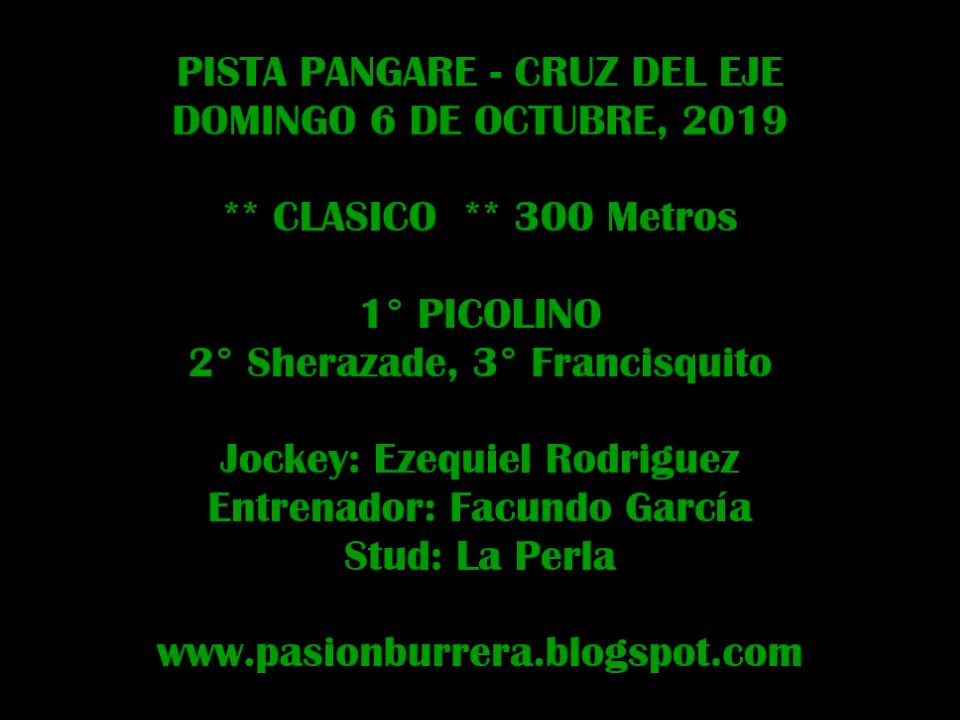 PISTA PANGARE - CRUZ DEL EJE
DOMINGO 6 DE OCTUBRE, 2019
** CLASICO ** 300 Metros
1° PICOLINO
2° Sherazade, 3° Francisquito
Jockey: Ezequiel Rodriguez
Entrenador: Facundo García
Stud: La Perla
www.pasionburrera.blogspot.com